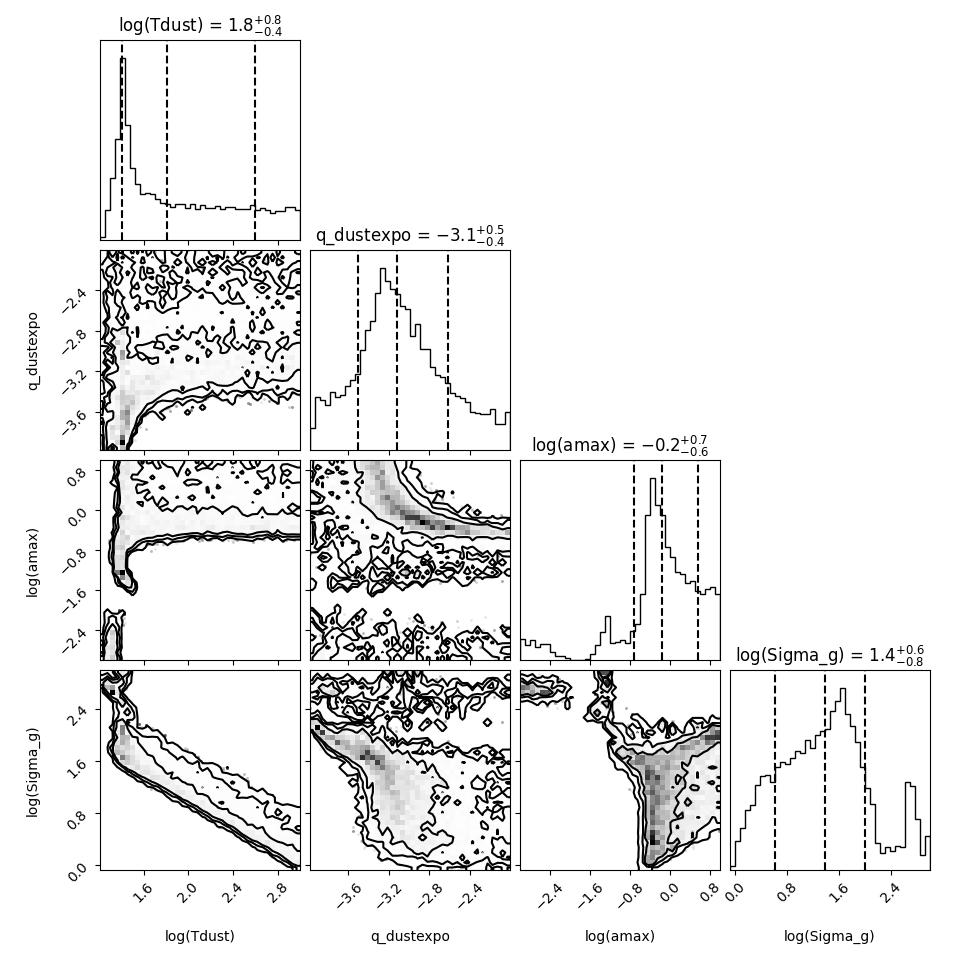 log(Tdust) = 1.8+0.8−0.4
q_dustexpo = −3.1+0.5−0.4
−2.4
−2.8
−3.2
−3.6
q_dustexpo
log(amax) = −0.2+0.7−0.6
0.8
0.0
−0.8
−1.6
−2.4
log(amax)
log(Sigma_g) = 1.4+0.6−0.8
2.4
1.6
0.8
0.0
log(Sigma_g)
1.6 2.0 2.4 2.8
−3.6 −3.2 −2.8 −2.4
−2.4 −1.6 −0.8 0.0 0.8
0.0 0.8 1.6 2.4
log(Tdust) q_dustexpo log(amax) log(Sigma_g)